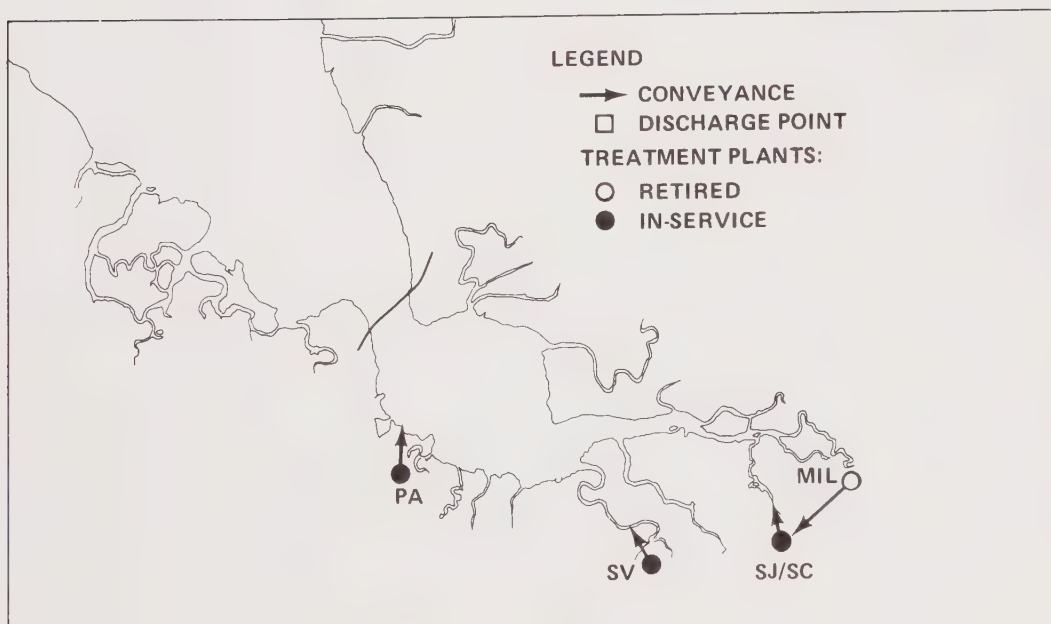 LEGEND
CONVEYANCE
DISCHARGE POINT
TREATMENT PLANTS:
RETIRED
IN-SERVICE
PA
MIL
SV
SJ/SC